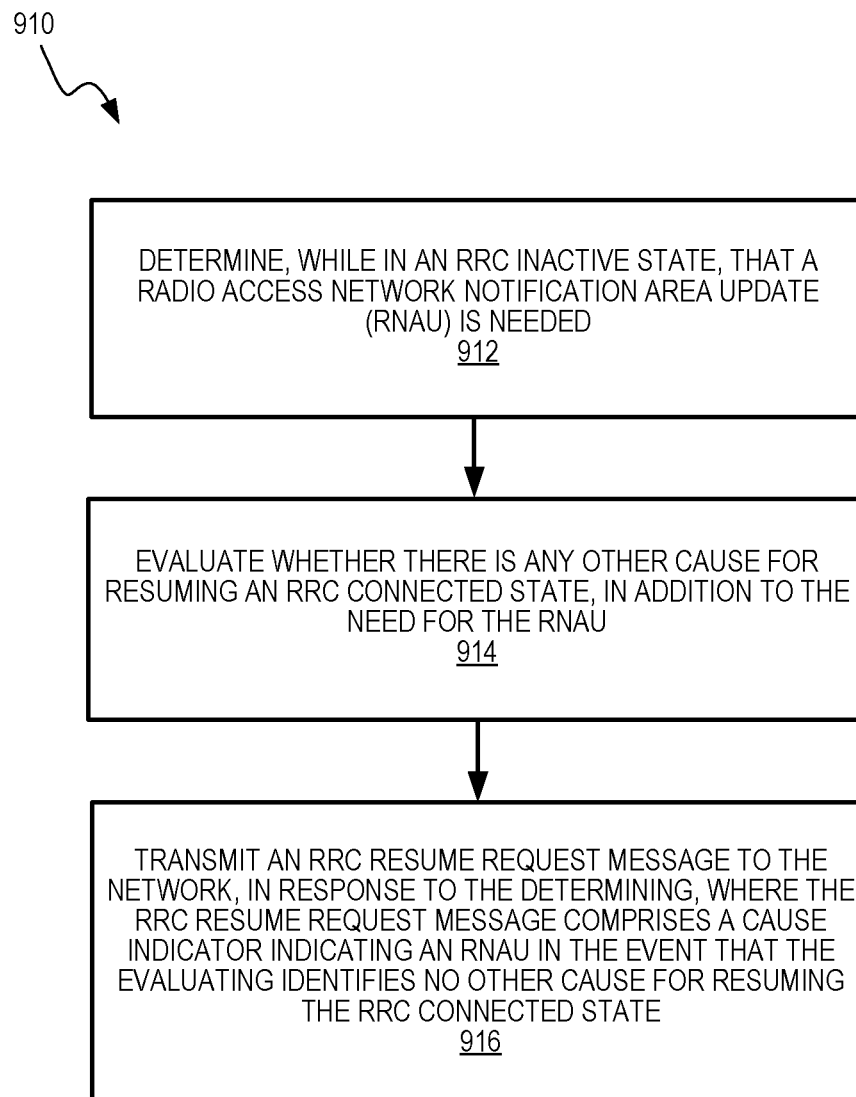 910
DETERMINE, WHILE IN AN RRC INACTIVE STATE, THAT A
RADIO ACCESS NETWORK NOTIFICATION AREA UPDATE
(RNAU) IS NEEDED
912
EVALUATE WHETHER THERE IS ANY OTHER CAUSE FOR
RESUMING AN RRC CONNECTED STATE, IN ADDITION TO THE
NEED FOR THE RNAU
914
TRANSMIT AN RRC RESUME REQUEST MESSAGE TO THE
NETWORK, IN RESPONSE TO THE DETERMINING, WHERE THE
RRC RESUME REQUEST MESSAGE COMPRISES A CAUSE
INDICATOR INDICATING AN RNAU IN THE EVENT THAT THE
EVALUATING IDENTIFIES NO OTHER CAUSE FOR RESUMING
THE RRC CONNECTED STATE
916